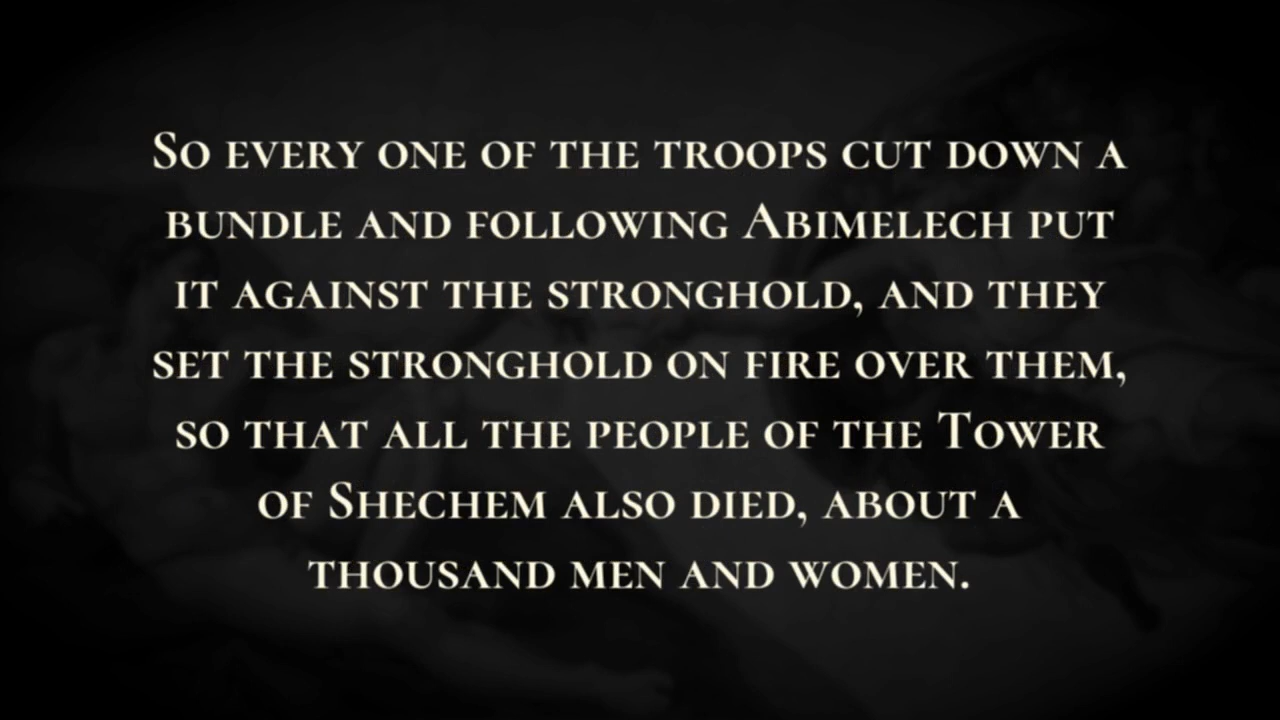 So every one of the troops cut down a
bundle and following Abimelech put
it against the stronghold, and they
set the stronghold on fire over them,
so that all the people of the Tower
of Shechem also died, about a
thousand men and women.